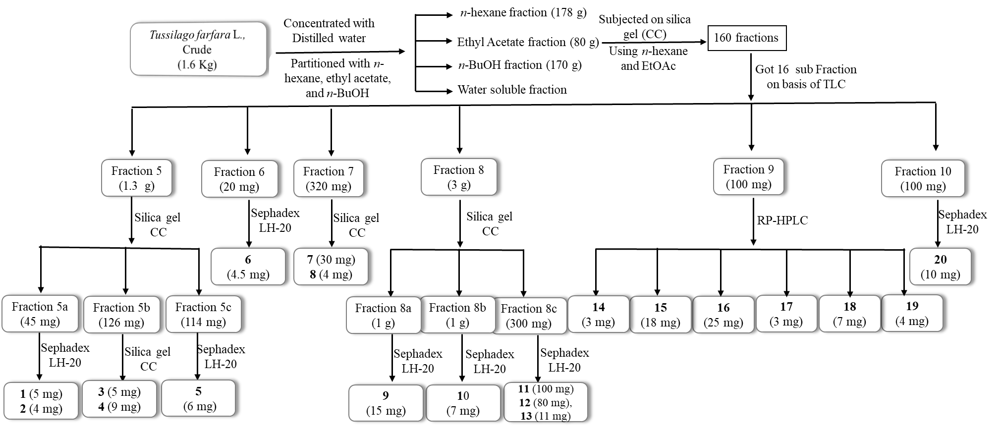 Tussilago farfara L.,
Crude
(1.6 Kg)
Concentrated with
Distilled water
Partitioned with n-
hexane, ethyl acetate,
and n-BuOH
n-hexane fraction (178 g)
Ethyl Acetate fraction (80 g)
n-BuOH fraction (170 g)
Water soluble fraction
Subjected on silica
gel (CC)
Using n-hexane
and EtOAc
160 fractions
Got 16 sub Fraction
on basis of TLC
Fraction 5
(1.3 g)
Fraction 6
(20 mg)
Fraction 7
(320 mg)
Fraction 8
(3 g)
Fraction 9
(100 mg)
Fraction 10
(100 mg)
Silica gel
CC
Sephadex
LH-20
Silica gel
CC
Silica gel
CC
RP-HPLC
Sephadex
LH-20
6
(4.5 mg)
7 (30 mg)
8 (4 mg)
20
(10 mg)
Fraction 5a
(45 mg)
Fraction 5b
(126 mg)
Fraction 5c
(114 mg)
Fraction 8a
(1 g)
Fraction 8b
(1 g)
Fraction 8c
(300 mg)
14
(3 mg)
15
(18 mg)
16
(25 mg)
17
(3 mg)
18
(7 mg)
19
(4 mg)
Sephadex
LH-20
Silica gel
CC
Sephadex
LH-20
Sephadex
LH-20
Sephadex
LH-20
Sephadex
LH-20
1 (5 mg)
2 (4 mg)
3 (5 mg)
4 (9 mg)
5
(6 mg)
9
(15 mg)
10
(7 mg)
11 (100 mg)
12 (80 mg),
13 (11 mg)